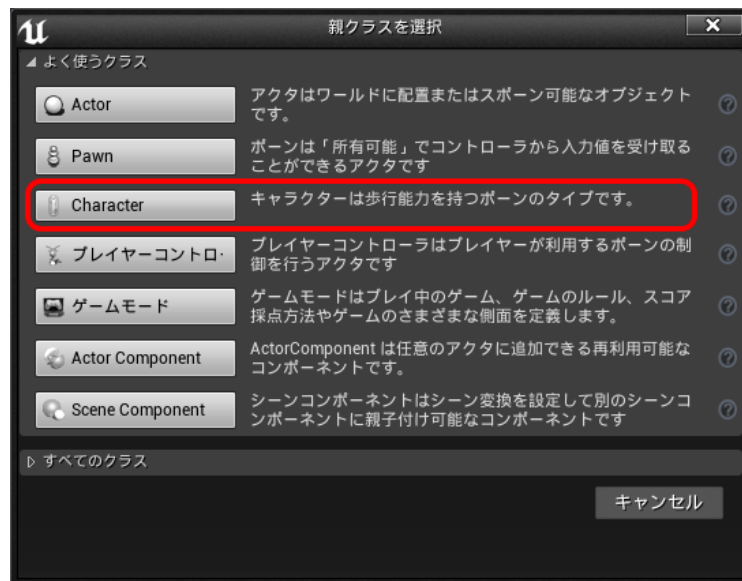 親クラスを選択
よく使うクラス
Actor
アクタはワールドに配置またはスポーン可能なオブジェクト
です。
Pawn
ポーンは「所有可能」でコントローラから入力値を受け取る
ことができるアクタです
Character
キャラクターは歩行能力を持つポーンのタイプです。
プレイヤーコントロ
プレイヤーコントローラはプレイヤーが利用するポーンの制
御を行うアクタです
ゲームモード
ゲームモードはプレイ中のゲーム、ゲームのルール、スコア
採点方法やゲームのさまざまな側面を定義します。
Actor Component
ActorComponent は任意のアクタに追加できる再利用可能な
コンポーネントです。
Scene Component
シーンコンポーネントはシーン変換を設定して別のシーンコ
ンポーネントに親子付け可能なコンポーネントです
すべてのクラス
キャンセル